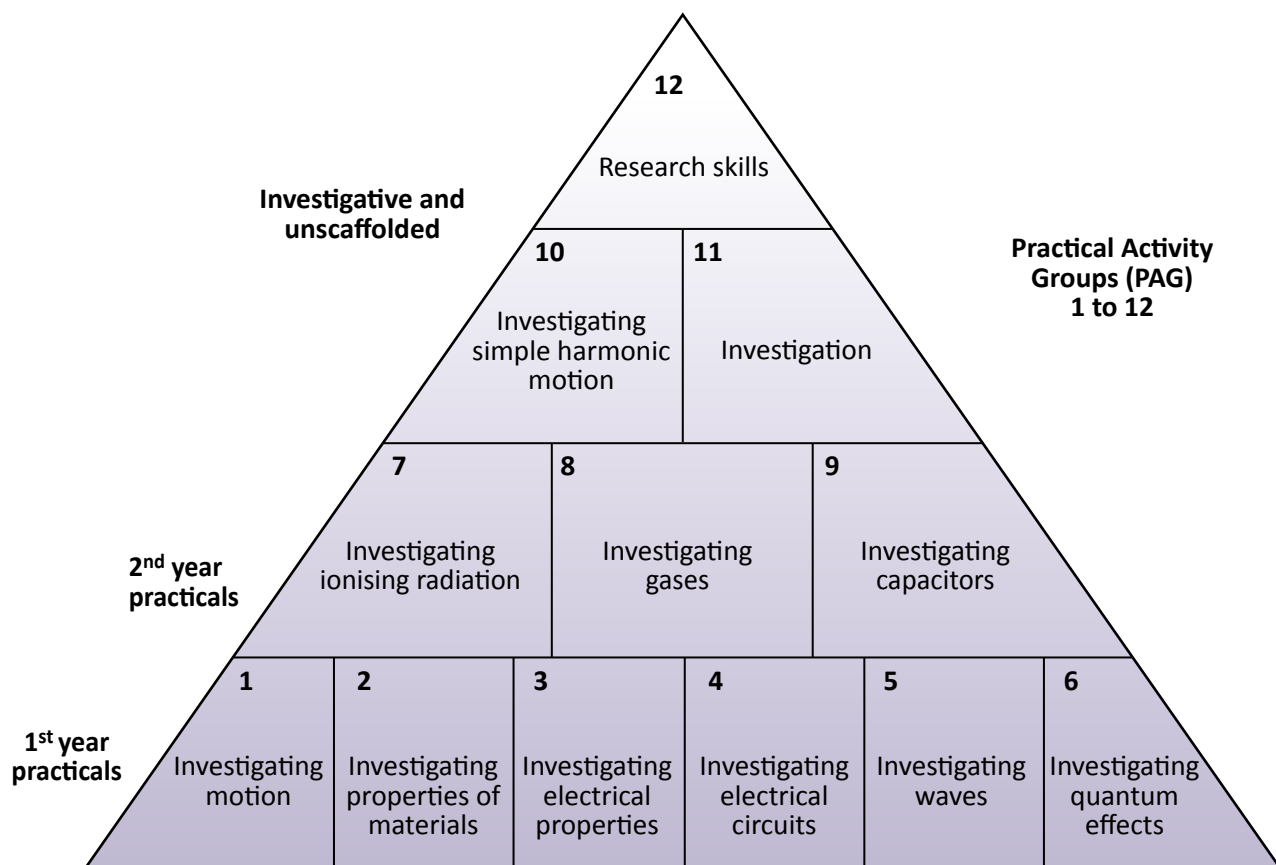 12
Research skills
Investigative and
unscaffolded
Practical Activity
Groups (PAG)
1 to 12
10
Investigating
simple harmonic
motion
11
Investigation
2nd year
practicals
7
Investigating
ionising radiation
8
Investigating
gases
9
Investigating
capacitors
1st year
practicals
1
Investigating
motion
2
Investigating
properties of
materials
3
Investigating
electrical
properties
4
Investigating
electrical
circuits
5
Investigating
waves
6
Investigating
quantum
effects